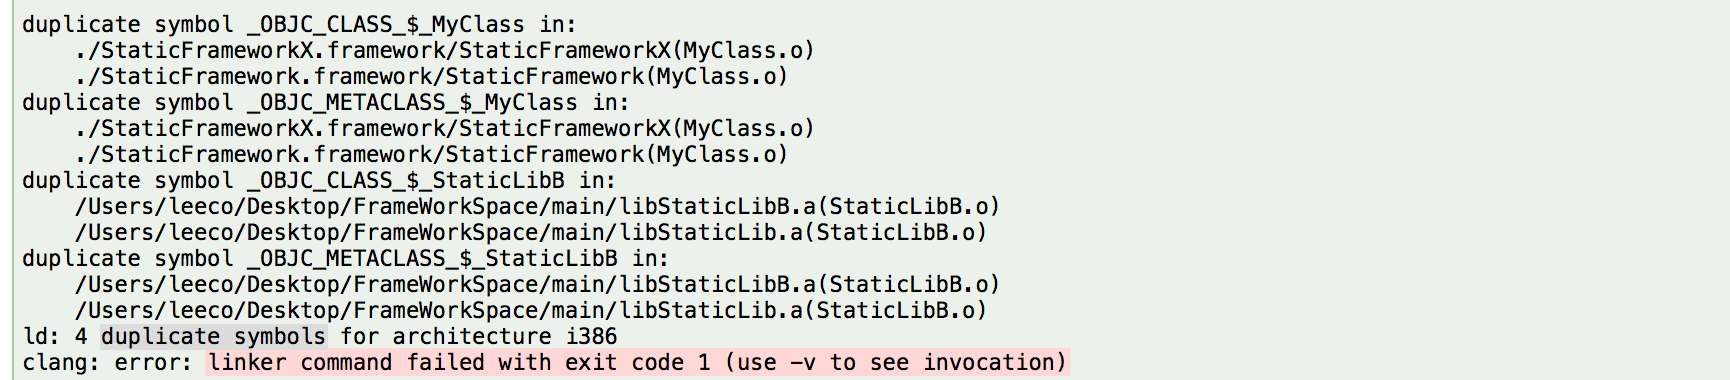 duplicate symbol _OBJC_CLASS_$_MyClass in:
./StaticFrameworkX.framework/StaticFrameworkX(MyClass.o)
./StaticFramework.framework/StaticFramework(MyClass.o)
duplicate symbol _OBJC_METACLASS_$_MyClass in:
./StaticFrameworkX.framework/StaticFrameworkX(MyClass.o)
./StaticFramework.framework/StaticFramework(MyClass.o)
duplicate symbol _OBJC_CLASS_$_StaticLibB in:
/Users/leeco/Desktop/FrameWorkSpace/main/libStaticLibB.a(StaticLibB.o)
/Users/leeco/Desktop/FrameWorkSpace/main/libStaticLib.a(StaticLibB.o)
duplicate symbol _OBJC_METACLASS_$_StaticLibB in:
/Users/leeco/Desktop/FrameWorkSpace/main/libStaticLibB.a(StaticLibB.o)
/Users/leeco/Desktop/FrameWorkSpace/main/libStaticLib.a(StaticLibB.o)
ld: 4 duplicate symbols for architecture i386
clang: error: linker command failed with exit code 1 (use -v to see invocation)